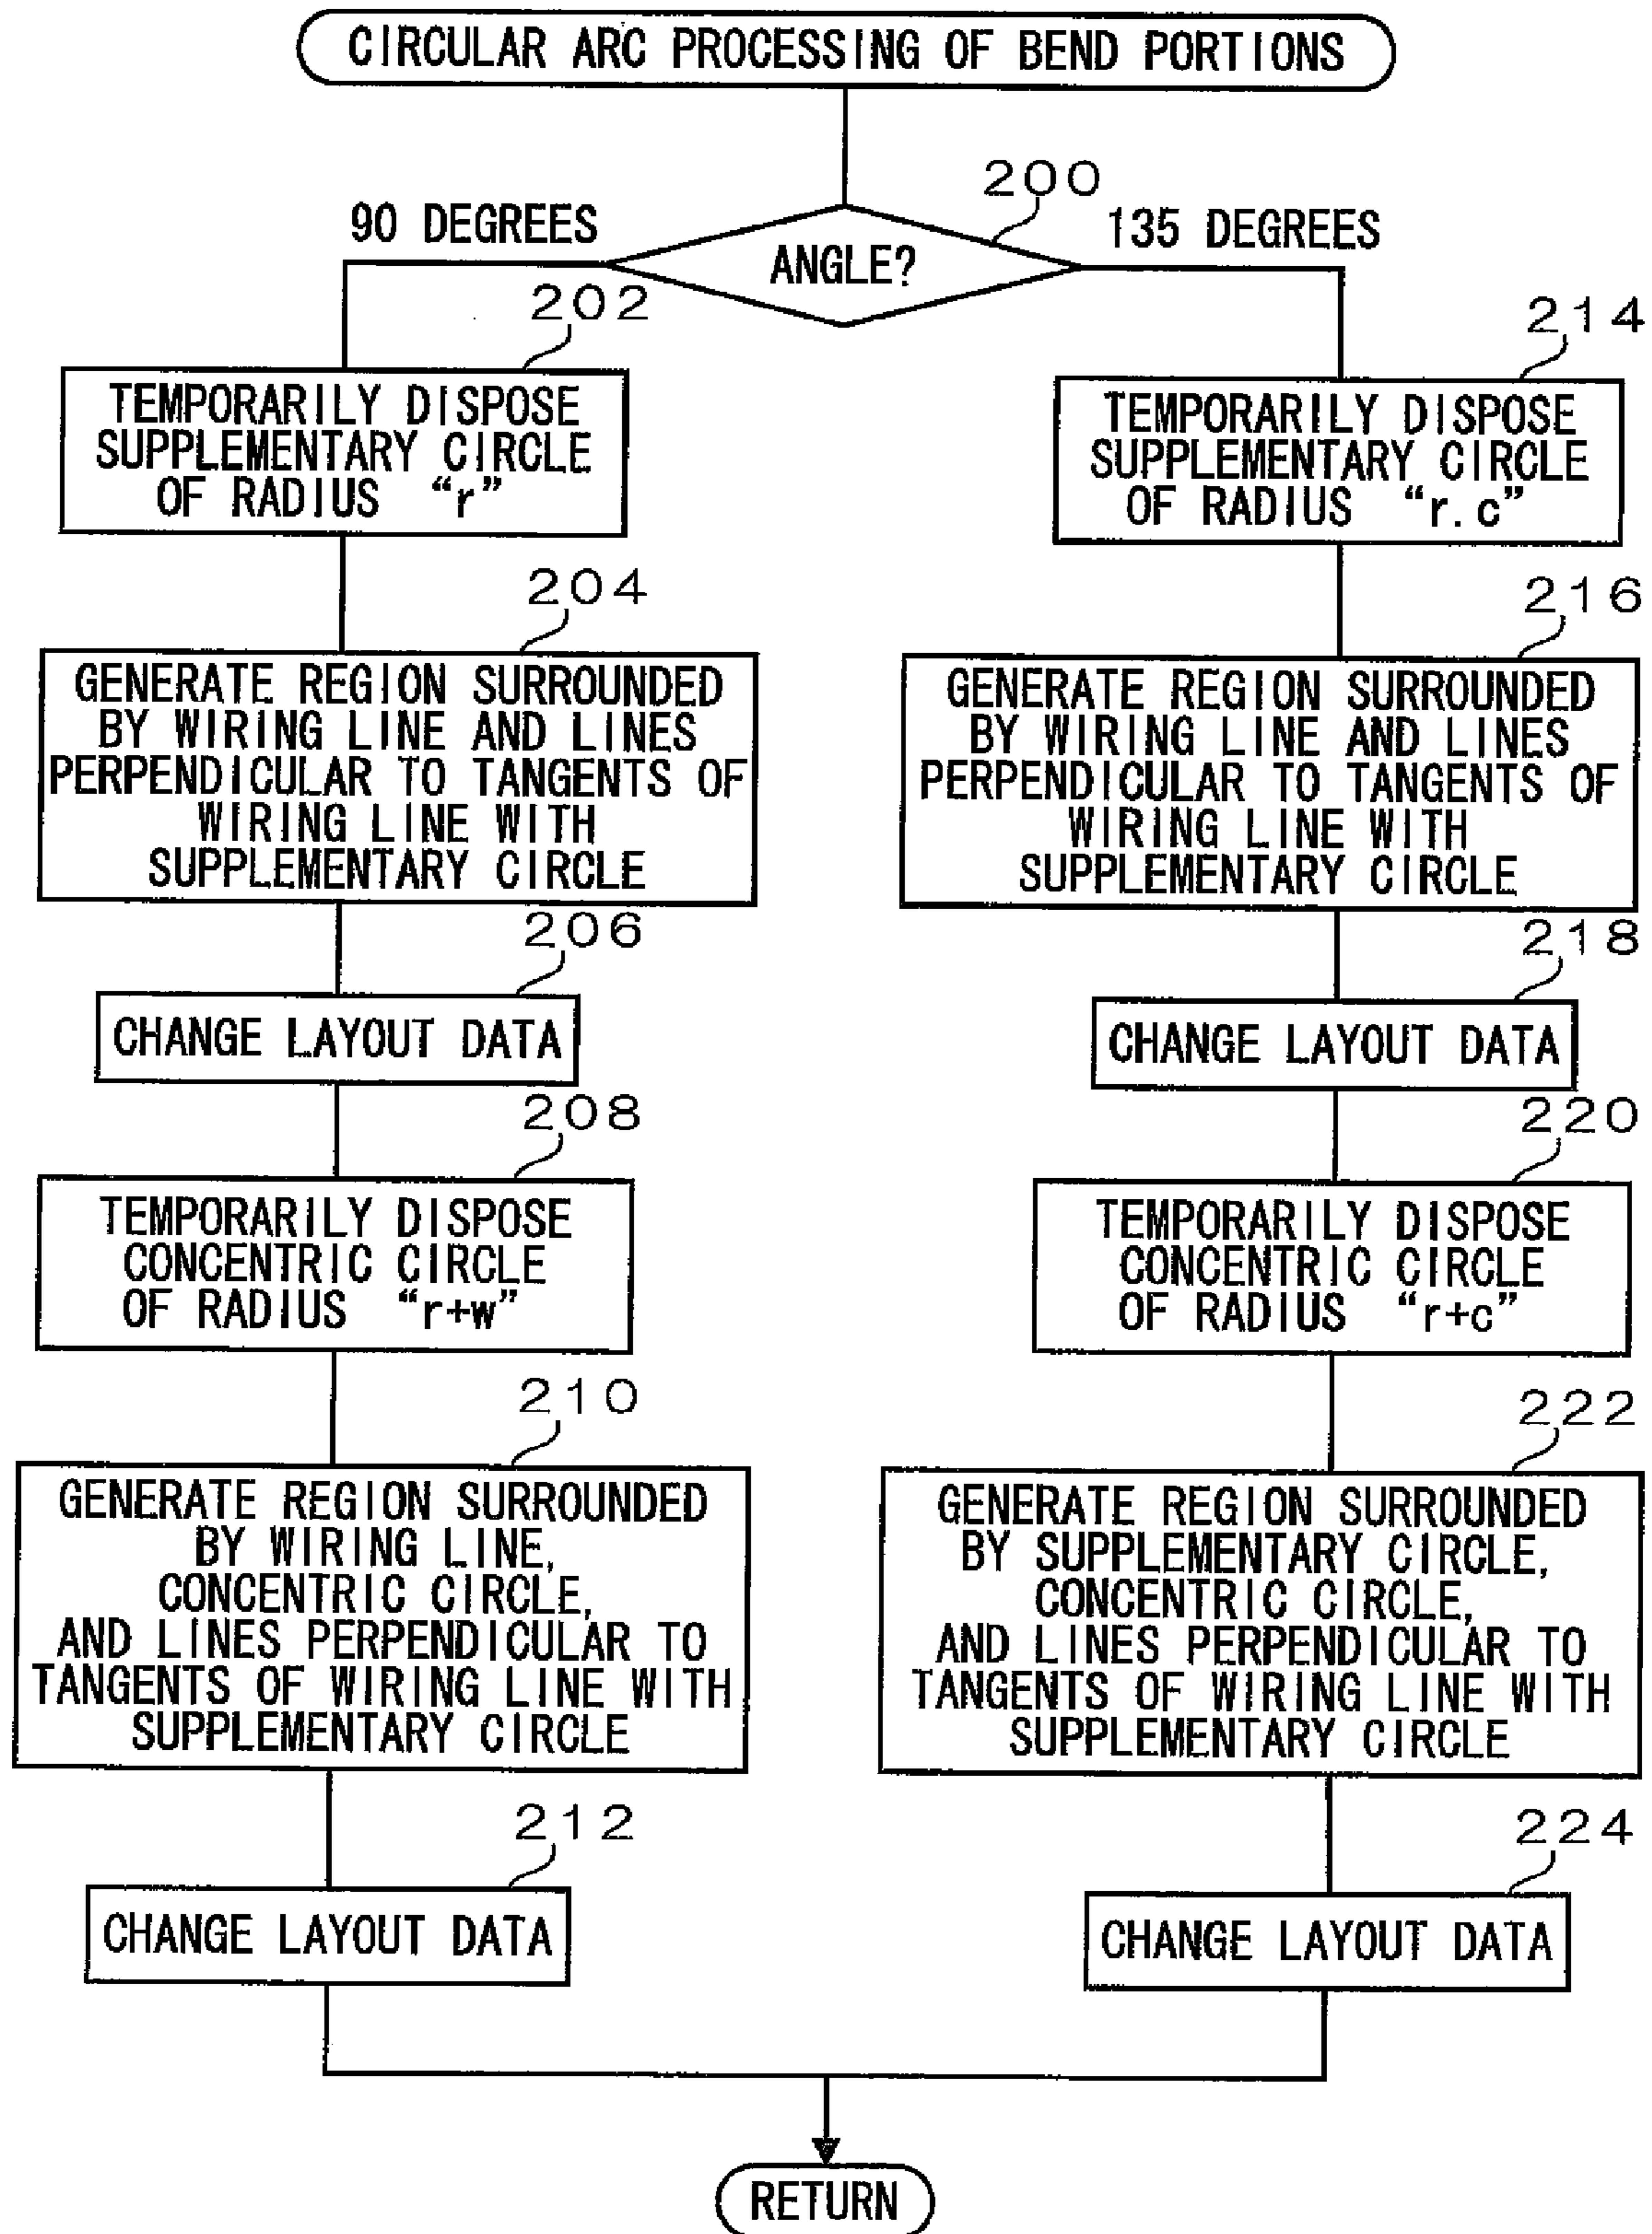 CIRCULAR ARC PROCESSING OF BEND PORTIONS
200
90 DEGREES
135 DEGREES
ANGLE?
202
TEMPORARILY DISPOSE
SUPPLEMENTARY CIRCLE
OF RADIUS “r”
204
GENERATE REGION SURROUNDED
BY WIRING LINE AND LINES
PERPENDICULAR TO TANGENTS OF
WIRING LINE WITH
SUPPLEMENTARY CIRCLE
206
CHANGE LAYOUT DATA
208
TEMPORARILY DISPOSE
CONCENTRIC CIRCLE
OF RADIUS “r+w”
210
GENERATE REGION SURROUNDED
BY WIRING LINE,
CONCENTRIC CIRCLE,
AND LINES PERPENDICULAR TO
TANGENTS OF WIRING LINE WITH
SUPPLEMENTARY CIRCLE
212
CHANGE LAYOUT DATA
214
TEMPORARILY DISPOSE
SUPPLEMENTARY CIRCLE
OF RADIUS “r.c”
216
GENERATE REGION SURROUNDED
BY WIRING LINE AND LINES
PERPENDICULAR TO TANGENTS OF
WIRING LINE WITH
SUPPLEMENTARY CIRCLE
218
CHANGE LAYOUT DATA
220
TEMPORARILY DISPOSE
CONCENTRIC CIRCLE
OF RADIUS “r+c”
222
GENERATE REGION SURROUNDED
BY SUPPLEMENTARY CIRCLE,
CONCENTRIC CIRCLE,
AND LINES PERPENDICULAR TO
TANGENTS OF WIRING LINE WITH
SUPPLEMENTARY CIRCLE
224
CHANGE LAYOUT DATA
RETURN